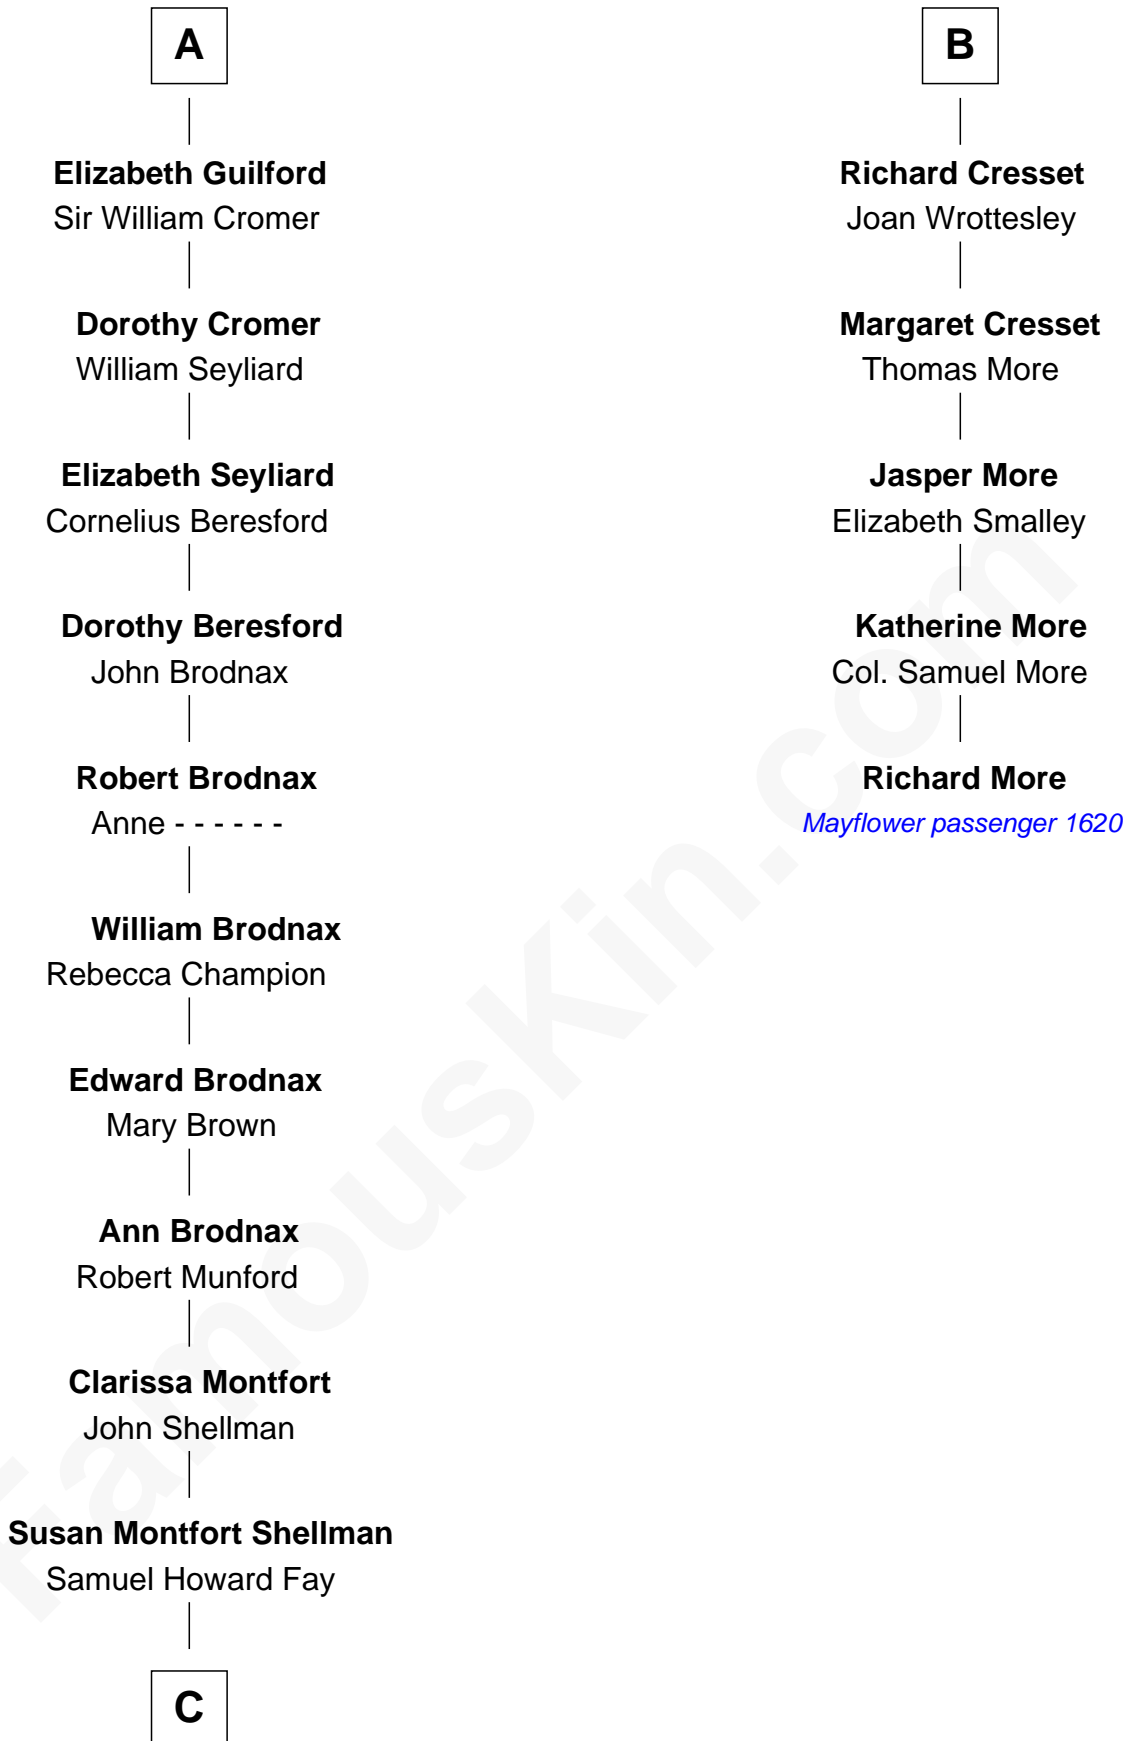 A
Elizabeth Guilford
Sir William Cromer
Dorothy Cromer
William Seyliard
Elizabeth Seyliard
Cornelius Beresford
Dorothy Beresford
John Brodnax
Robert Brodnax
Anne - - - - - -
William Brodnax
Rebecca Champion
Edward Brodnax
Mary Brown
Ann Brodnax
Robert Munford
Clarissa Montfort
John Shellman
Susan Montfort Shellman
Samuel Howard Fay
C
B
Richard Cresset
Joan Wrottesley
Margaret Cresset
Thomas More
Jasper More
Elizabeth Smalley
Katherine More
Col. Samuel More
Richard More
Mayflower passenger 1620
famouskin.com